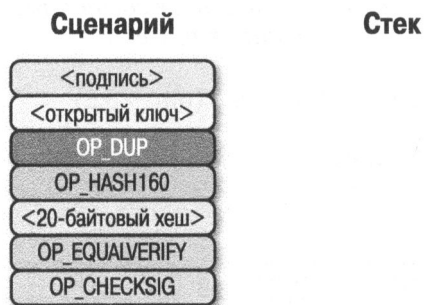 Сценарий Стек
<подпись>
<открытый ключ>
OP_DUP
OP_HASH160
<20-байтовый хеш>
OP_EQUALVERIFY
OP_CHECKSIG